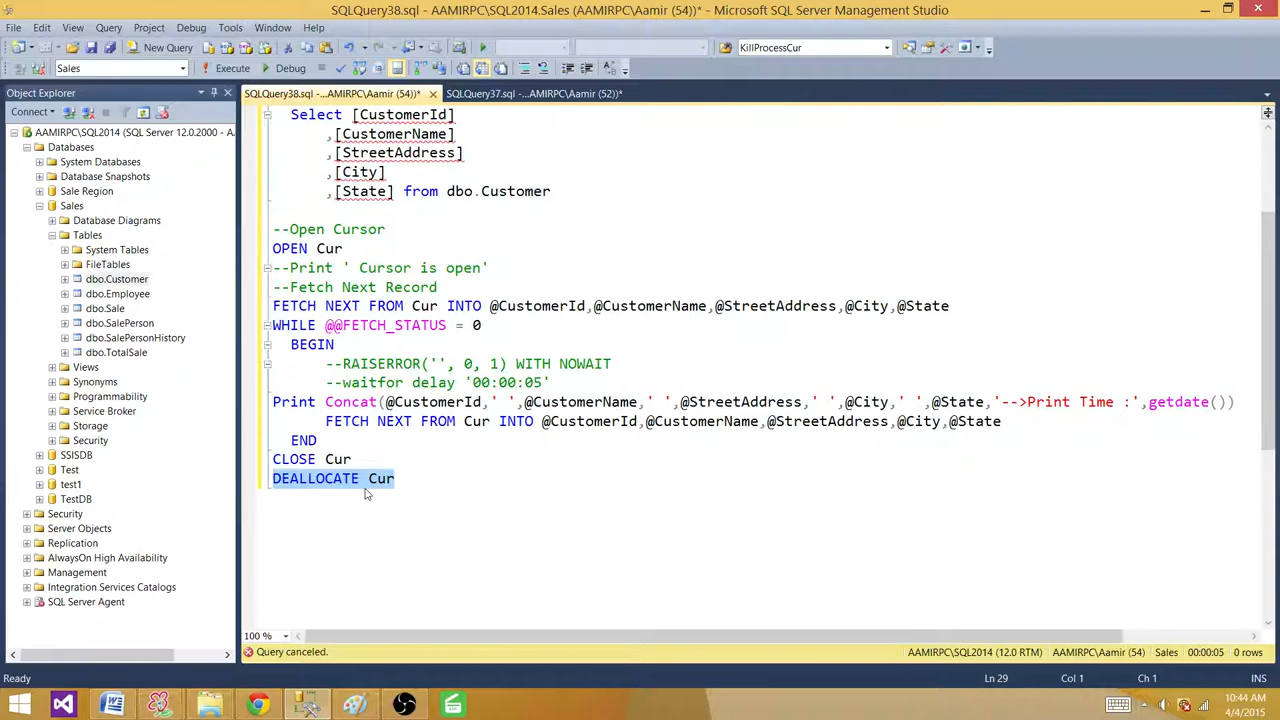 SQLQuery38.sql - AAMIRPC\SQL2014.Sales (AAMIRPC\Aamir (54))* - Microsoft SQL Server Management Studio
File Edit View Query Project Debug Tools Window Help
New Query KillProcessCur
Sales Execute Debug
Object Explorer
SQLQuery38.sql -...AAMIRPC\Aamir (54))* SQLQuery37.sql -...AAMIRPC\Aamir (52))*
Connect
AAMIRPC\SQL2014 (SQL Server 12.0.2000 - A
Databases
System Databases
Database Snapshots
Sale Region
Sales
Database Diagrams
Tables
System Tables
FileTables
dbo.Customer
dbo.Employee
dbo.Sale
dbo.SalePerson
dbo.SalePersonHistory
dbo.TotalSale
Views
Synonyms
Programmability
Service Broker
Storage
Security
SSISDB
Test
test1
TestDB
Security
Server Objects
Replication
AlwaysOn High Availability
Management
Integration Services Catalogs
SQL Server Agent
Select [CustomerId]
,[CustomerName]
,[StreetAddress]
,[City]
,[State] from dbo.Customer
--Open Cursor
OPEN Cur
--Print ' Cursor is open'
--Fetch Next Record
FETCH NEXT FROM Cur INTO @CustomerId,@CustomerName,@StreetAddress,@City,@State
WHILE @@FETCH_STATUS = 0
BEGIN
--RAISERROR('', 0, 1) WITH NOWAIT
--waitfor delay '00:00:05'
Print Concat(@CustomerId,' ',@CustomerName,' ',@StreetAddress,' ',@City,' ',@State,'-->Print Time :',getdate())
FETCH NEXT FROM Cur INTO @CustomerId,@CustomerName,@StreetAddress,@City,@State
END
CLOSE Cur
DEALLOCATE Cur
100 %
Query canceled. AAMIRPC\SQL2014 (12.0 RTM) AAMIRPC\Aamir (54) Sales 00:00:05 0 rows
Ready Ln 29 Col 1 Ch 1 INS
10:44 AM
4/4/2015